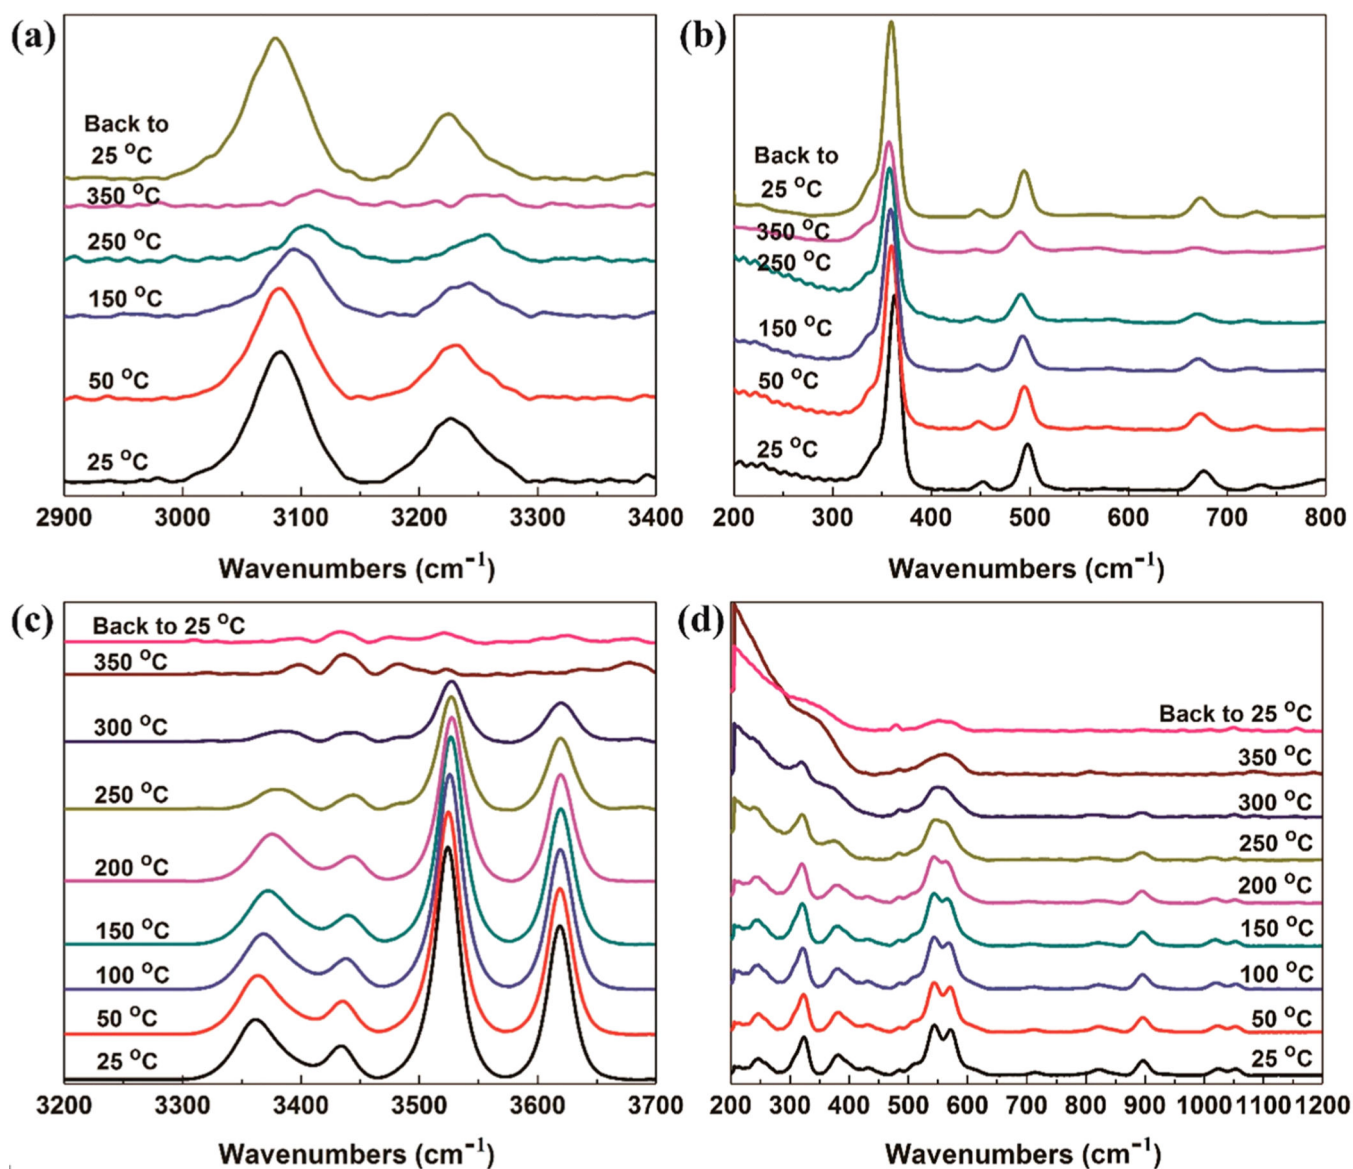 (a)
Back to
25 °C
350 °C
250 °C
150 °C
50 °C
25 °C
2900 3000 3100 3200 3300 3400
Wavenumbers (cm⁻¹)
(b)
Back to
25 °C
350 °C
250 °C
150 °C
50 °C
25 °C
200 300 400 500 600 700 800
Wavenumbers (cm⁻¹)
(c)
Back to 25 °C
350 °C
300 °C
250 °C
200 °C
150 °C
100 °C
50 °C
25 °C
3200 3300 3400 3500 3600 3700
Wavenumbers (cm⁻¹)
(d)
Back to 25 °C
350 °C
300 °C
250 °C
200 °C
150 °C
100 °C
50 °C
25 °C
200 300 400 500 600 700 800 900 1000 1100 1200
Wavenumbers (cm⁻¹)